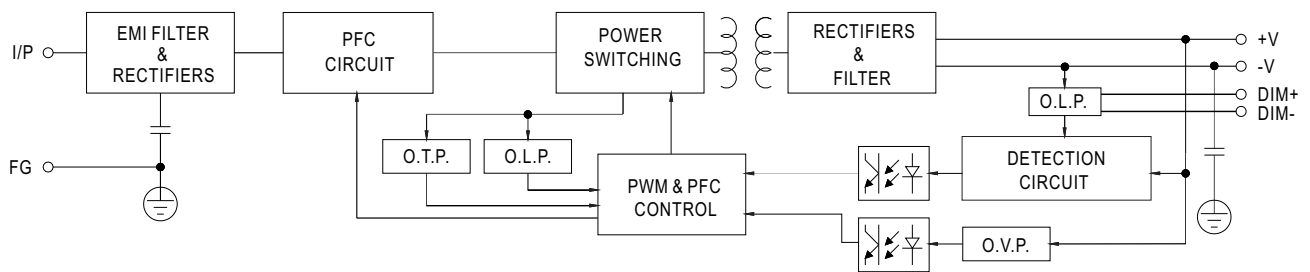 I/P
EMI FILTER
&
RECTIFIERS
PFC
CIRCUIT
POWER
SWITCHING
RECTIFIERS
&
FILTER
+V
-V
DIM+
DIM-
O.L.P.
FG
O.T.P.
O.L.P.
PWM & PFC
CONTROL
DETECTION
CIRCUIT
O.V.P.